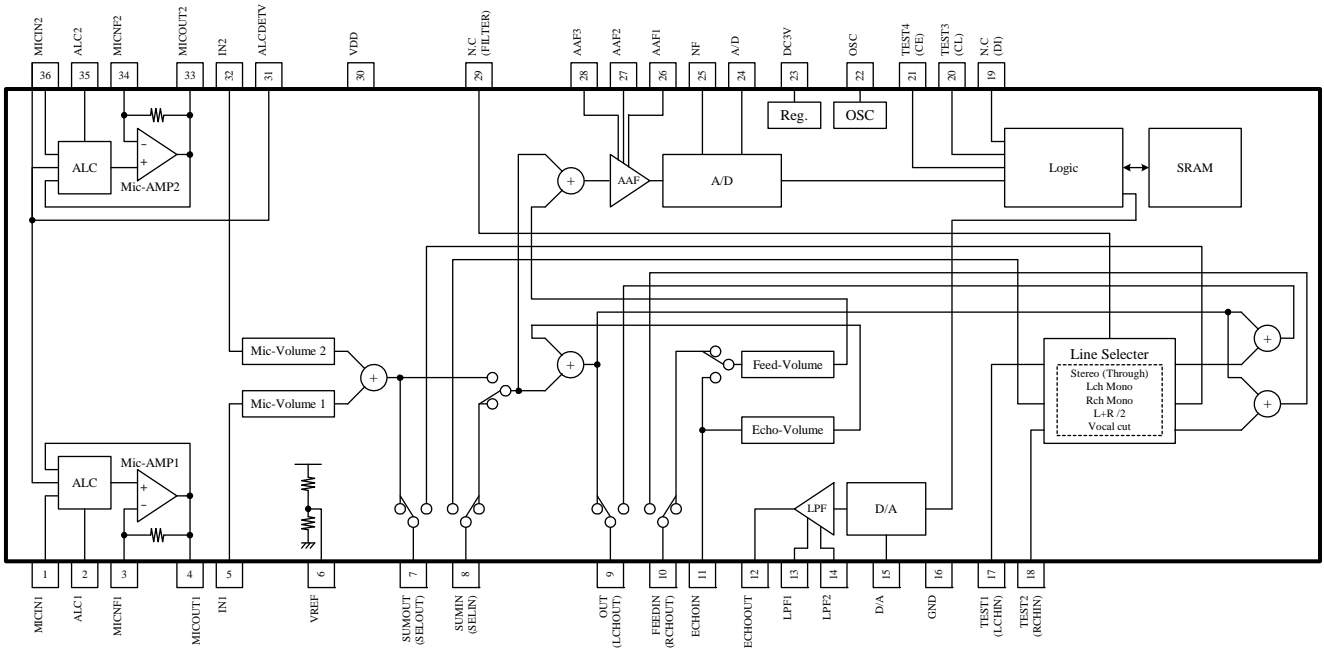 MICIN2
ALC2
MICNF2
MICOUT2
IN2
ALCDETV
VDD
N.C
(FILTER)
AAF3
AAF2
AAF1
NF
A/D
DC3V
OSC
TEST4
(CE)
TEST3
(CL)
N.C
(DI)
36
35
34
33
32
31
30
29
28
27
26
25
24
23
22
21
20
19
Reg.
OSC
ALC
−
+
Mic-AMP2
+
AAF
A/D
Logic
SRAM
Mic-Volume 2
+
Mic-Volume 1
+
Feed-Volume
Echo-Volume
Line Selecter
Stereo (Through)
Lch Mono
Rch Mono
L+R /2
Vocal cut
+
+
ALC
Mic-AMP1
+
−
LPF
D/A
1
2
3
4
5
6
7
8
9
10
11
12
13
14
15
16
17
18
MICIN1
ALC1
MICNF1
MICOUT1
IN1
VREF
SUMOUT
(SELOUT)
SUMIN
(SELIN)
OUT
(LCHOUT)
FEEDIN
(RCHOUT)
ECHOIN
ECHOOUT
LPF1
LPF2
D/A
GND
TEST1
(LCHIN)
TEST2
(RCHIN)